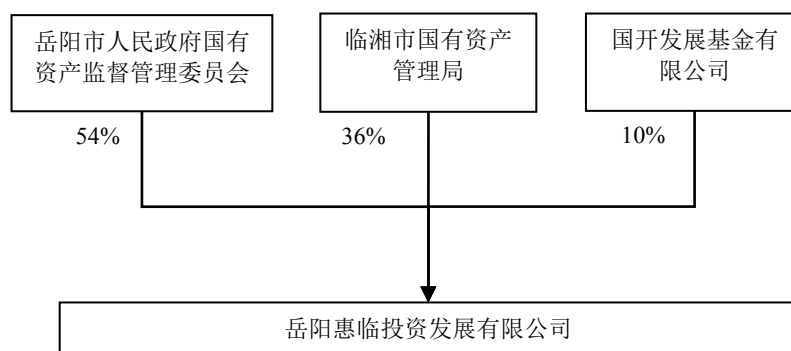 岳阳市人民政府国有
资产监督管理委员会
临湘市国有资产
管理局
国开发展基金有
限公司
54%
36%
10%
岳阳惠临投资发展有限公司